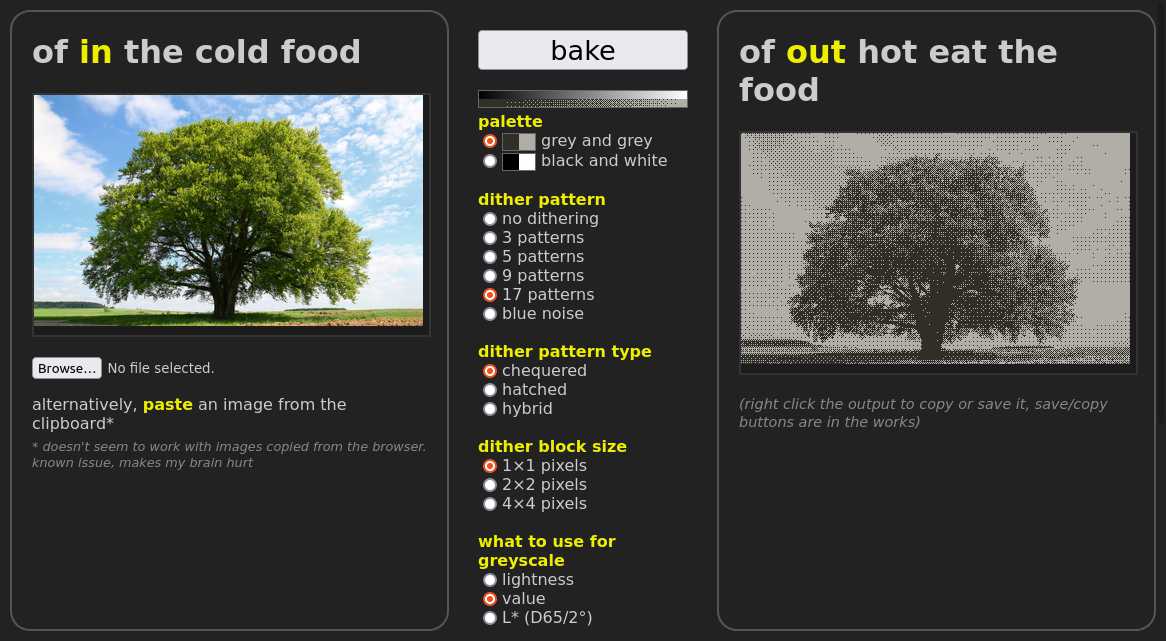 of in the cold food
Browse...
No file selected.
alternatively, paste an image from the
clipboard*
* doesn't seem to work with images copied from the browser.
known issue, makes my brain hurt
bake
palette
grey and grey
black and white
dither pattern
no dithering
3 patterns
5 patterns
9 patterns
17 patterns
blue noise
dither pattern type
chequered
hatched
hybrid
dither block size
1×1 pixels
2×2 pixels
4×4 pixels
what to use for
greyscale
lightness
value
L* (D65/2°)
of out hot eat the
food
(right click the output to copy or save it, save/copy
buttons are in the works)